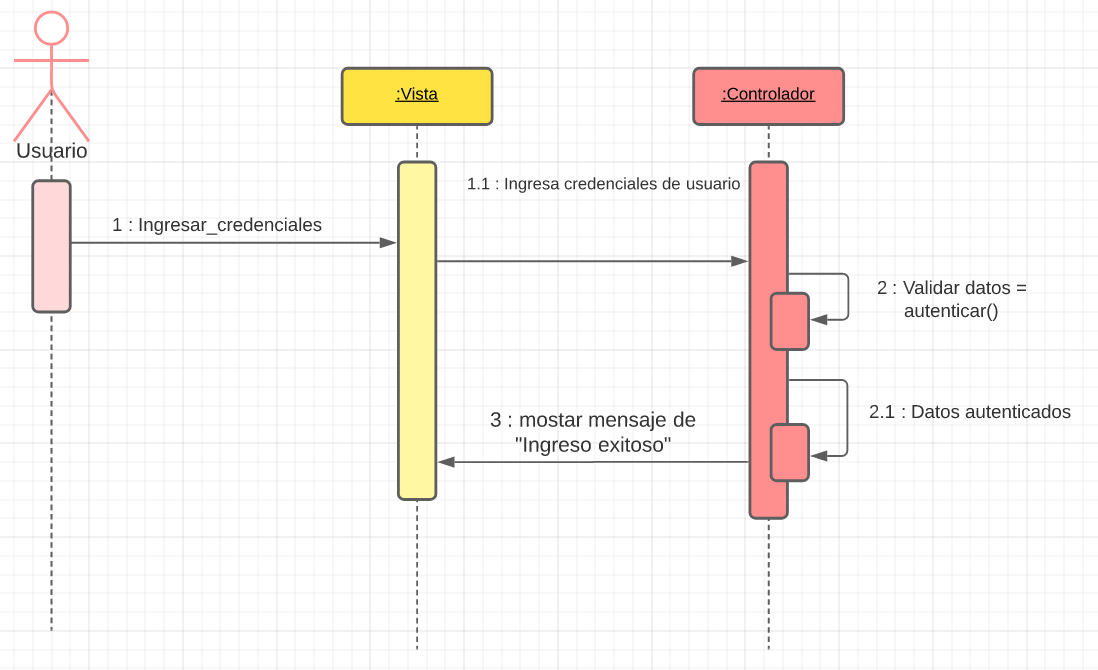 :Vista
:Controlador
Usuario
1.1 : Ingresa credenciales de usuario
1 : Ingresar_credenciales
2 : Validar datos =
autenticar()
2.1 : Datos autenticados
3 : mostar mensaje de
"Ingreso exitoso"